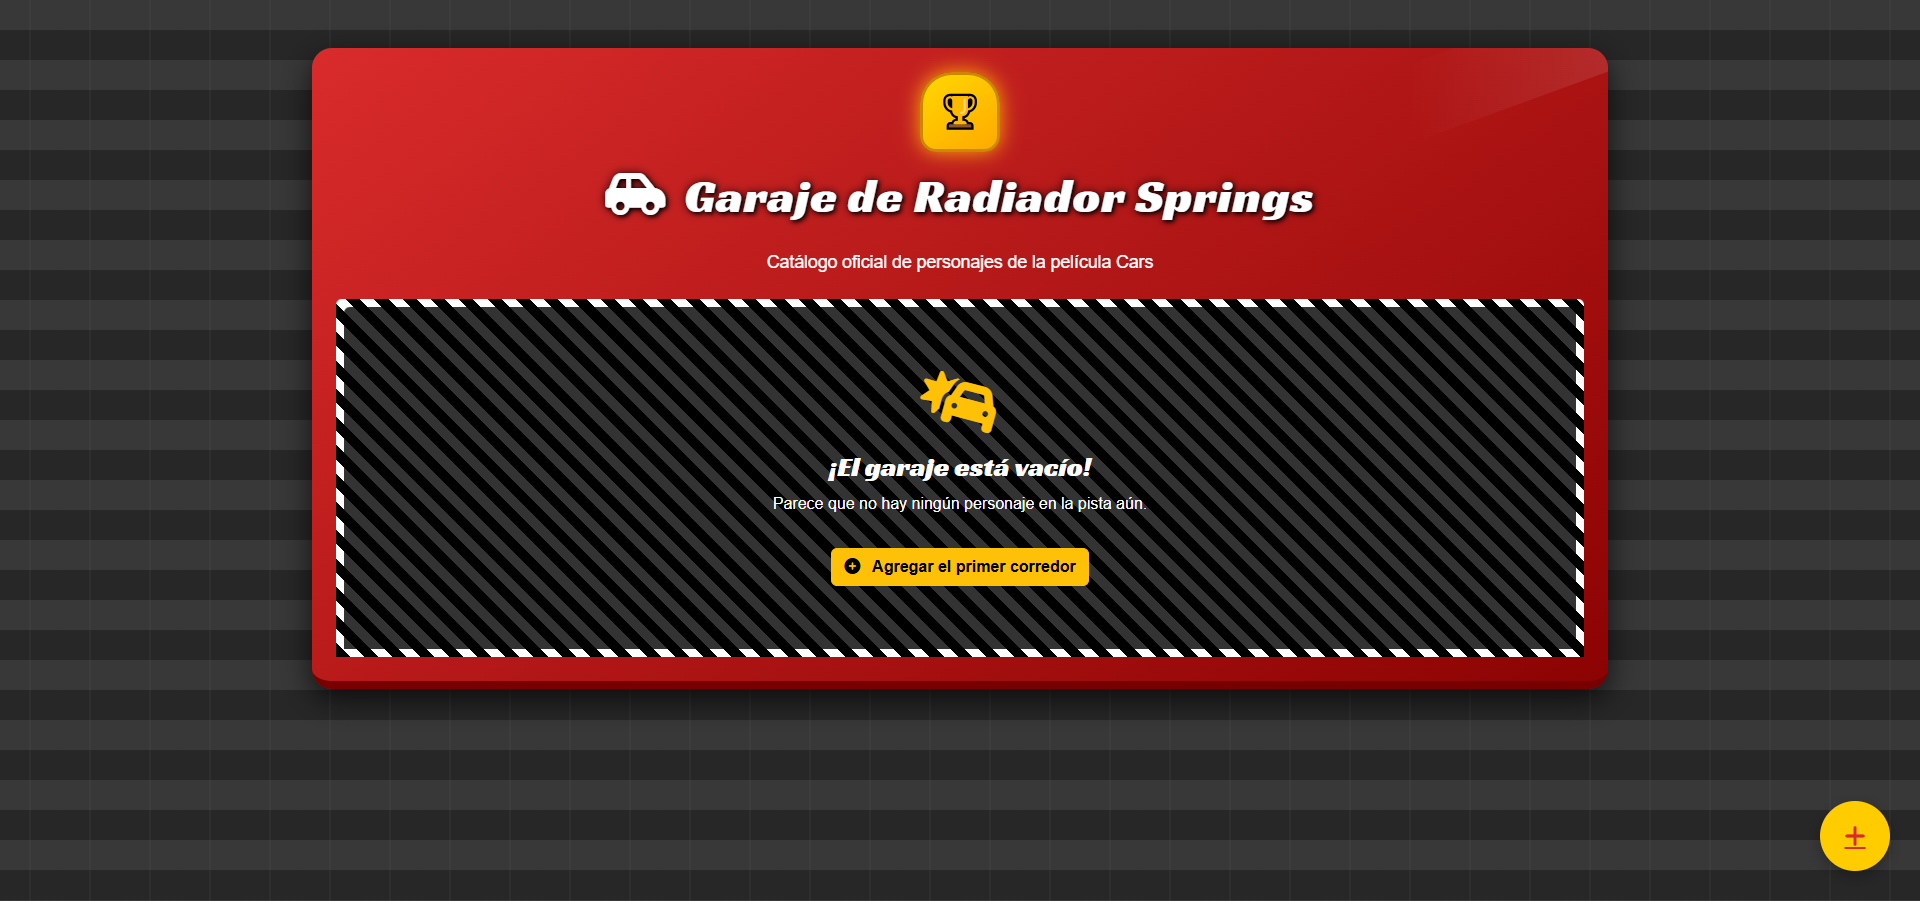 Garaje de Radiador Springs
Catálogo oficial de personajes de la película Cars
¡El garaje está vacío!
Parece que no hay ningún personaje en la pista aún.
Agregar el primer corredor